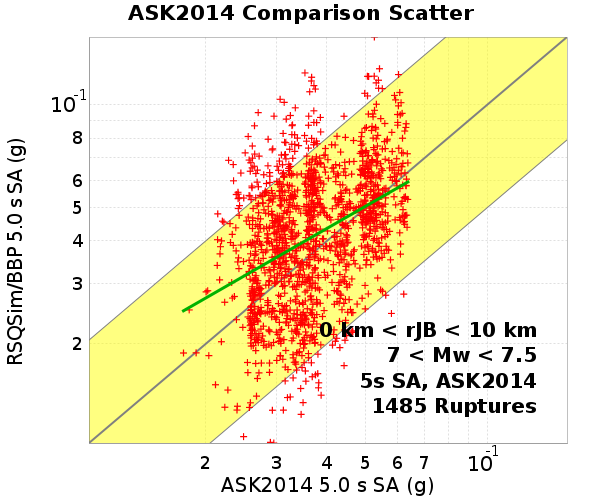 ASK2014 Comparison Scatter
RSQSim/BBP 5.0 s SA (g)
10-1
8
6
5
4
3
2
0 km < rJB < 10 km
7 < Mw < 7.5
5s SA, ASK2014
1485 Ruptures
2 3 4 5 6 7 10-1
ASK2014 5.0 s SA (g)